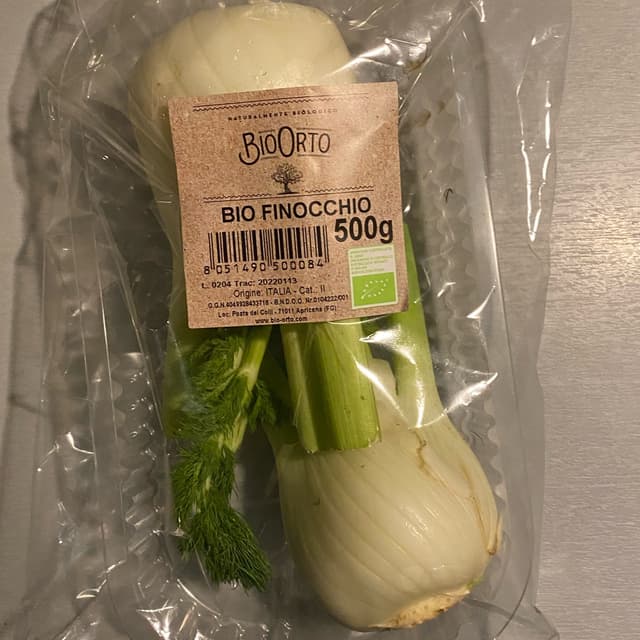 NATURALMENTE BIOLOGICO
BIOORTO
BIO FINOCCHIO
500g
8 051490 500084
L. 0204 Trac: 20220113
Origine: ITALIA - Cat.: II
Loc. Posta dei Colli - 71011 Apricena (FG)
www.bio-orto.com